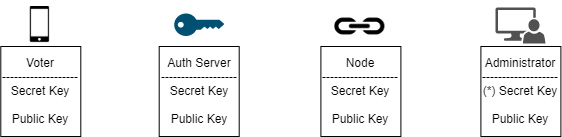 Voter
Secret Key
Public Key
Auth Server
Secret Key
Public Key
Node
Secret Key
Public Key
Administrator
(*) Secret Key
Public Key